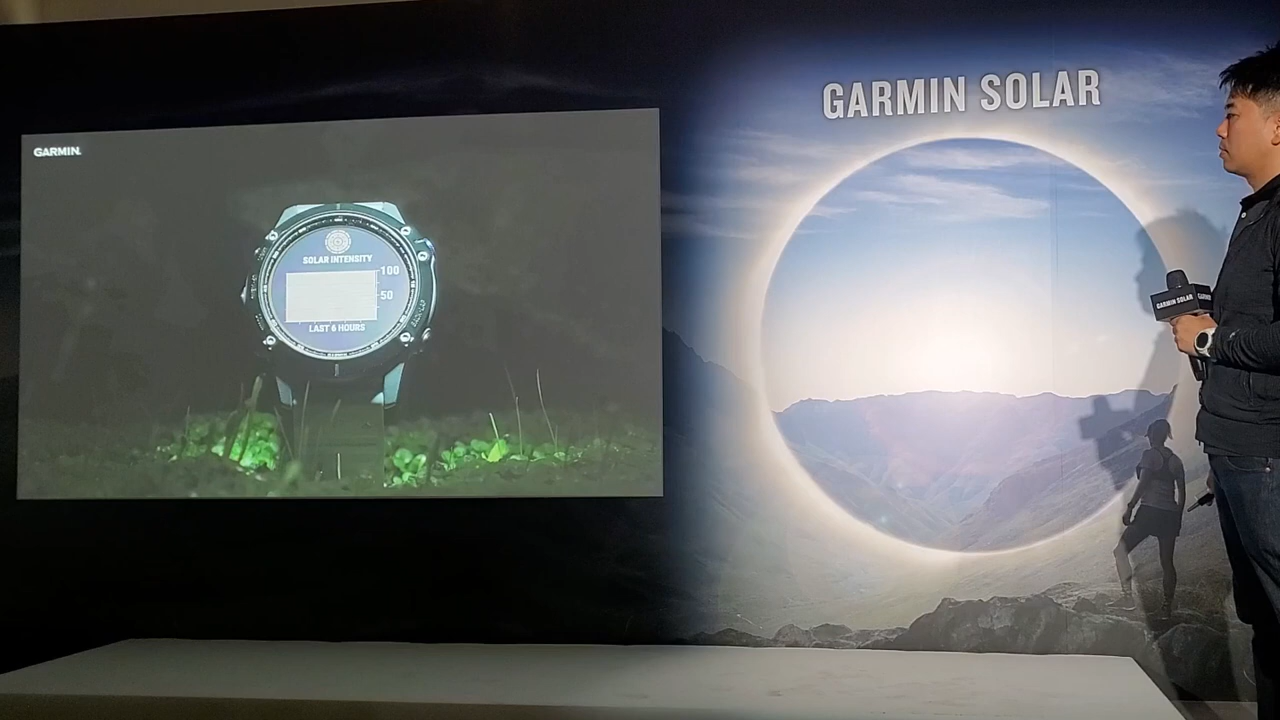 GARMIN.
SOLAR INTENSITY
100
50
LAST 6 HOURS
GARMIN SOLAR
GARMIN SOLAR